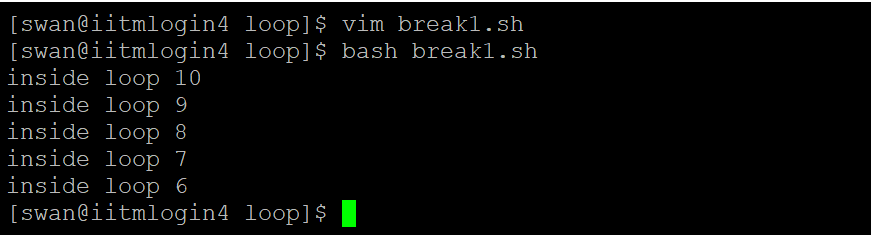 [swan@iitmlogin4 loop]$ vim break1.sh
[swan@iitmlogin4 loop]$ bash break1.sh
inside loop 10
inside loop 9
inside loop 8
inside loop 7
inside loop 6
[swan@iitmlogin4 loop]$